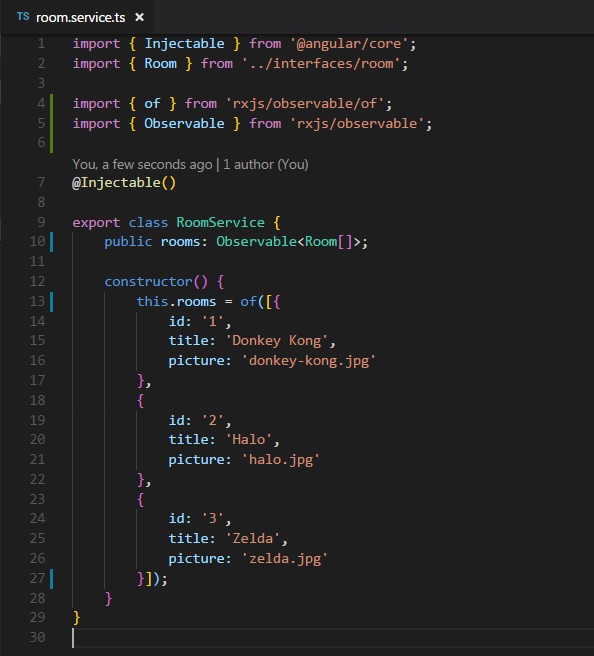 TS room.service.ts ×
1 import { Injectable } from '@angular/core';
2 import { Room } from '../interfaces/room';
3
4 import { of } from 'rxjs/observable/of';
5 import { Observable } from 'rxjs/observable';
6
You, a few seconds ago | 1 author (You)
7 @Injectable()
8
9 export class RoomService {
10     public rooms: Observable<Room[]>;
11
12     constructor() {
13         this.rooms = of([{
14             id: '1',
15             title: 'Donkey Kong',
16             picture: 'donkey-kong.jpg'
17         },
18         {
19             id: '2',
20             title: 'Halo',
21             picture: 'halo.jpg'
22         },
23         {
24             id: '3',
25             title: 'Zelda',
26             picture: 'zelda.jpg'
27         }]);
28     }
29 }
30